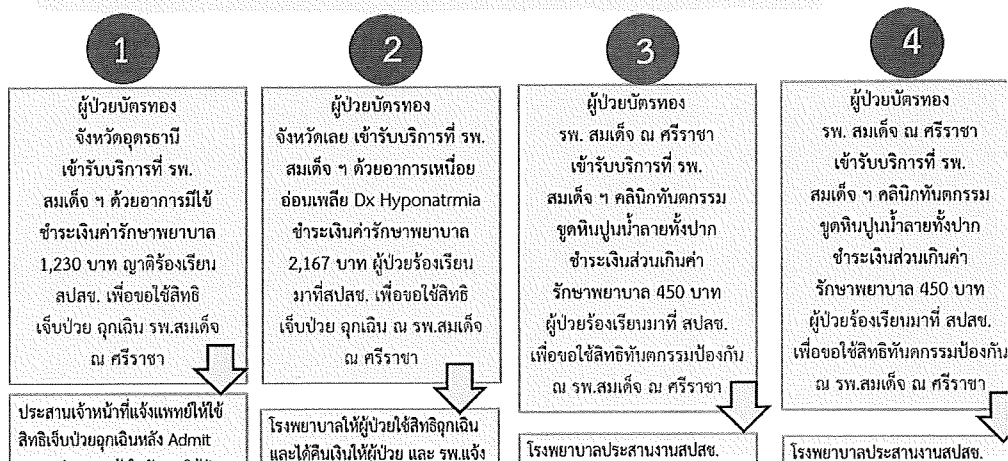 1
ผู้ป่วยบัตรทอง
จังหวัดอุดรธานี
เข้ารับบริการที่ รพ.
สมเด็จ ฯ ด้วยอาการมีไข้
ชำระเงินค่ารักษาพยาบาล
1,230 บาท ญาติร้องเรียน
สปสช. เพื่อขอใช้สิทธิ
เจ็บป่วย ฉุกเฉิน รพ.สมเด็จ
ณ ศรีราชา
ประสานเจ้าหน้าที่แจ้งแพทย์ให้ใช้
สิทธิเจ็บป่วยฉุกเฉินหลัง Admit
2
ผู้ป่วยบัตรทอง
จังหวัดเลย เข้ารับบริการที่ รพ.
สมเด็จ ฯ ด้วยอาการเหนื่อย
อ่อนเพลีย Dx Hyponatrmia
ชำระเงินค่ารักษาพยาบาล
2,167 บาท ผู้ป่วยร้องเรียน
มาที่สปสช. เพื่อขอใช้สิทธิ
เจ็บป่วย ฉุกเฉิน ณ รพ.สมเด็จ
ณ ศรีราชา
โรงพยาบาลให้ผู้ป่วยใช้สิทธิฉุกเฉิน
และได้คืนเงินให้ผู้ป่วย และ รพ.แจ้ง
3
ผู้ป่วยบัตรทอง
รพ. สมเด็จ ณ ศรีราชา
เข้ารับบริการที่ รพ.
สมเด็จ ฯ คลินิกทันตกรรม
ขูดหินปูนน้ำลายทั้งปาก
ชำระเงินส่วนเกินค่า
รักษาพยาบาล 450 บาท
ผู้ป่วยร้องเรียนมาที่ สปสช.
เพื่อขอใช้สิทธิทันตกรรมป้องกัน
ณ รพ.สมเด็จ ณ ศรีราชา
โรงพยาบาลประสานงานสปสช.
4
ผู้ป่วยบัตรทอง
รพ. สมเด็จ ณ ศรีราชา
เข้ารับบริการที่ รพ.
สมเด็จ ฯ คลินิกทันตกรรม
ขูดหินปูนน้ำลายทั้งปาก
ชำระเงินส่วนเกินค่า
รักษาพยาบาล 450 บาท
ผู้ป่วยร้องเรียนมาที่ สปสช.
เพื่อขอใช้สิทธิทันตกรรมป้องกัน
ณ รพ.สมเด็จ ณ ศรีราชา
โรงพยาบาลประสานงานสปสช.